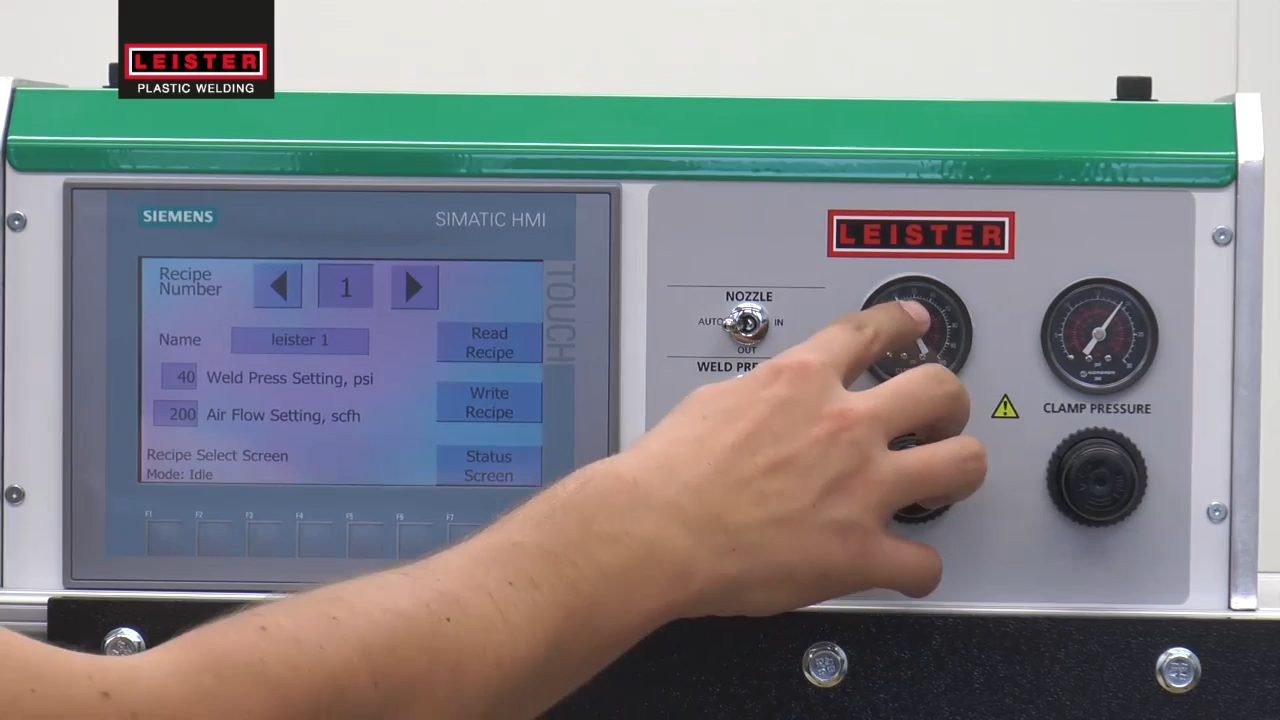 LEISTER
PLASTIC WELDING
SIEMENS
SIMATIC HMI
TOUCH
Recipe Number
1
Name
leister 1
Read Recipe
40 Weld Press Setting, psi
200 Air Flow Setting, scfh
Write Recipe
Recipe Select Screen
Mode: Idle
Status Screen
F1 F2 F3 F4 F5 F6 F7
LEISTER
NOZZLE
AUTO
IN
OUT
WELD PRE
psi
CLAMP PRESSURE